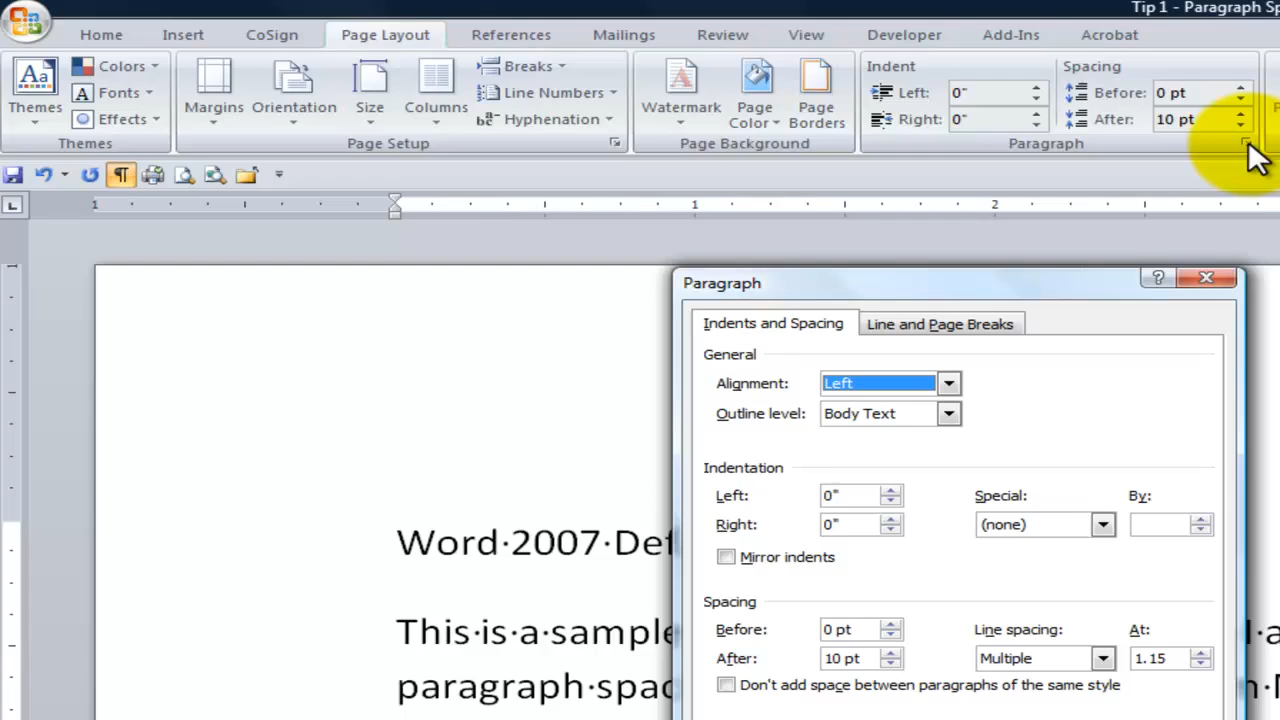 Tip 1 - Paragraph Sp
Home Insert CoSign Page Layout References Mailings Review View Developer Add-Ins Acrobat
Themes Colors Fonts Effects
Themes
Margins Orientation Size Columns Breaks Line Numbers Hyphenation
Page Setup
Watermark Page Color Page Borders
Page Background
Indent Spacing
Left: 0" Before: 0 pt
Right: 0" After: 10 pt
Paragraph
1 1 2
Paragraph
Indents and Spacing Line and Page Breaks
General
Alignment: Left
Outline level: Body Text
Indentation
Left: 0" Special: By:
Right: 0" (none)
Mirror indents
Spacing
Before: 0 pt Line spacing: At:
After: 10 pt Multiple 1.15
Don't add space between paragraphs of the same style
Word·2007·Def
This·is·a·sample
paragraph·spac